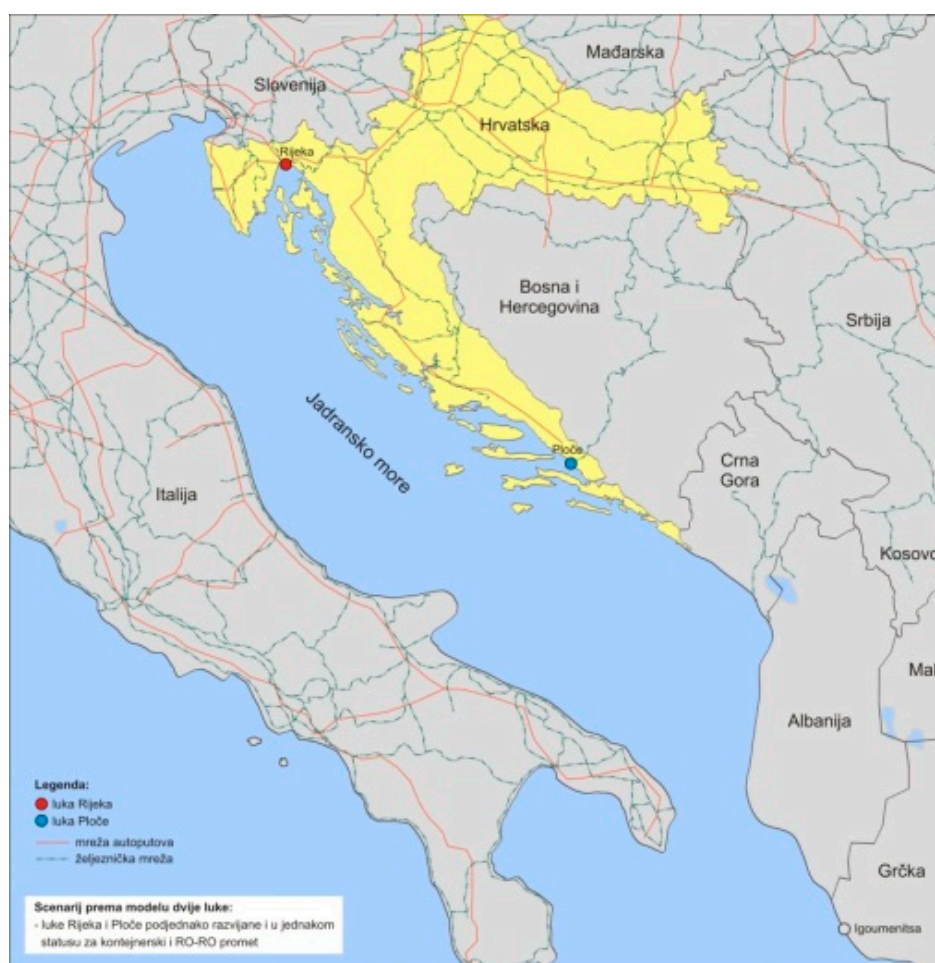 Mađarska
Slovenija
Hrvatska
Rijeka
Bosna i
Hercegovina
Srbija
Jadransko more
Ploče
Crna
Gora
Italija
Kosovo
Mal
Albanija
Grčka
Igoumenitsa
Legenda:
luka Rijeka
luka Ploče
mreža autoputova
željeznička mreža
Scenarij prema modelu dvije luke:
- luke Rijeka i Ploče podjednako razvijane i u jednakom
statusu za kontejnerski i RO-RO promet